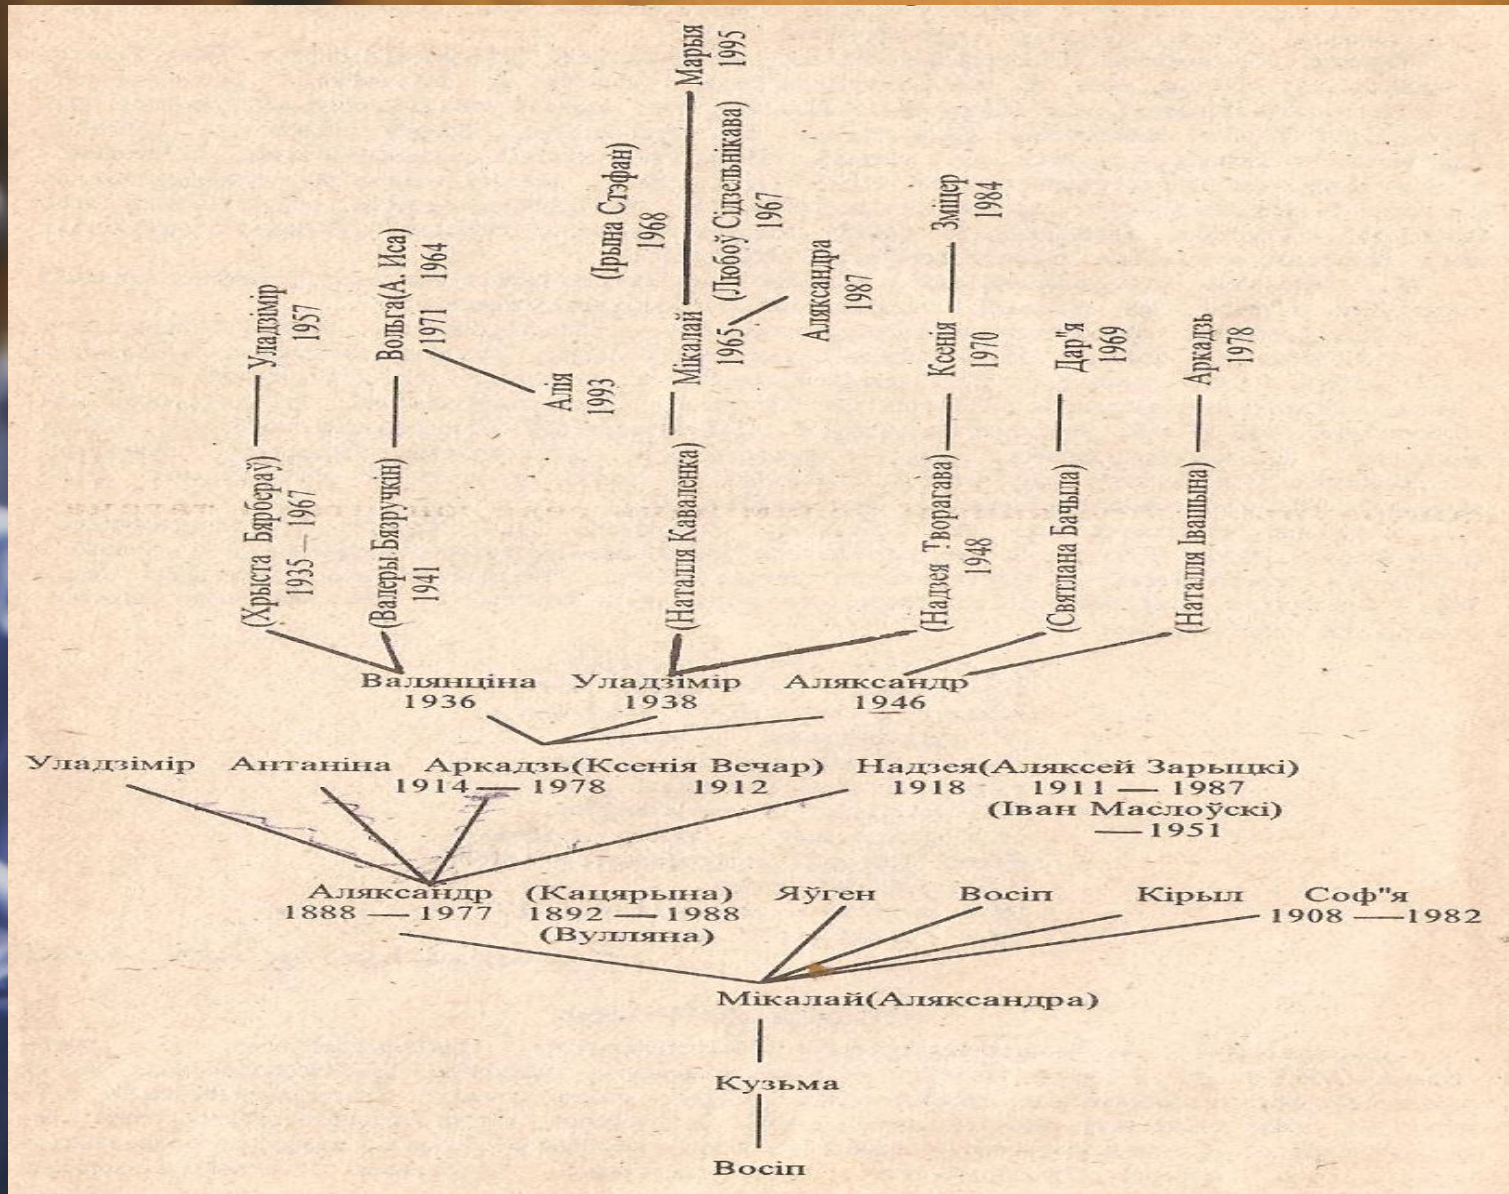 Марыя
1995
(Ірына Стэфан)
1968
(Любоў Сідзельнікава)
1967
Зміцер
1984
Уладзімір
1957
Вольга(А. Иса)
1971 1964
Алія
1993
Мікалай
1965
Аляксандра
1987
Ксенія
1970
Дар"я
1969
Аркадзь
1978
(Хрыста Бярбераў)
1935 — 1967
(Валеры Бязручкін)
1941
(Наталля Каваленка)
(Надзея Творагава)
1948
(Святлана Бачыла)
(Наталля Івашына)
Валянціна Уладзімір Аляксандр
1936 1938 1946
Уладзімір Антаніна Аркадзь(Ксенія Вечар) Надзея(Аляксей Зарыцкі)
1914 — 1978 1912 1918 1911 — 1987
(Іван Маслоўскі)
— 1951
Аляксандр (Кацярына) Яўген Восіп Кірыл Соф"я
1888 — 1977 1892 — 1988 1908 — 1982
(Вулляна)
Мікалай(Аляксандра)
Кузьма
Восіп